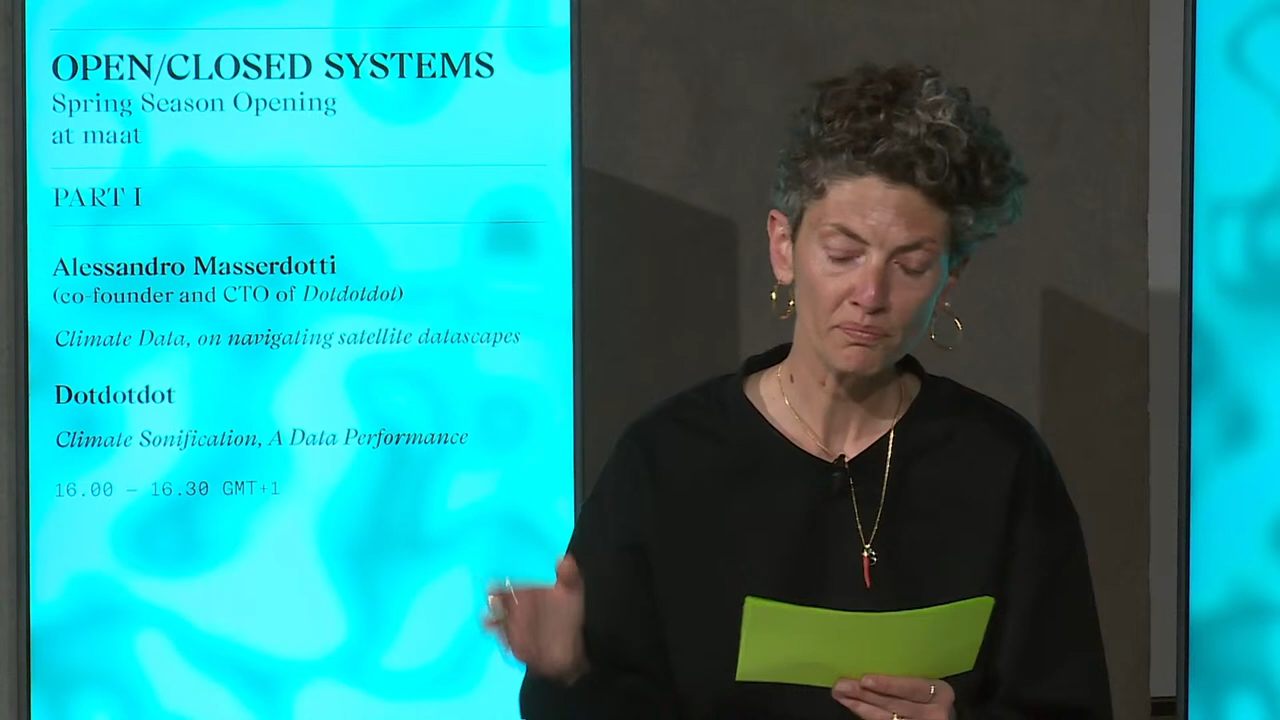 OPEN/CLOSED SYSTEMS
Spring Season Opening
at maat
PART I
Alessandro Masserdotti
(co-founder and CTO of Dotdotdot)
Climate Data, on navigating satellite datascapes
Dotdotdot
Climate Sonification, A Data Performance
16.00 – 16.30 GMT+1